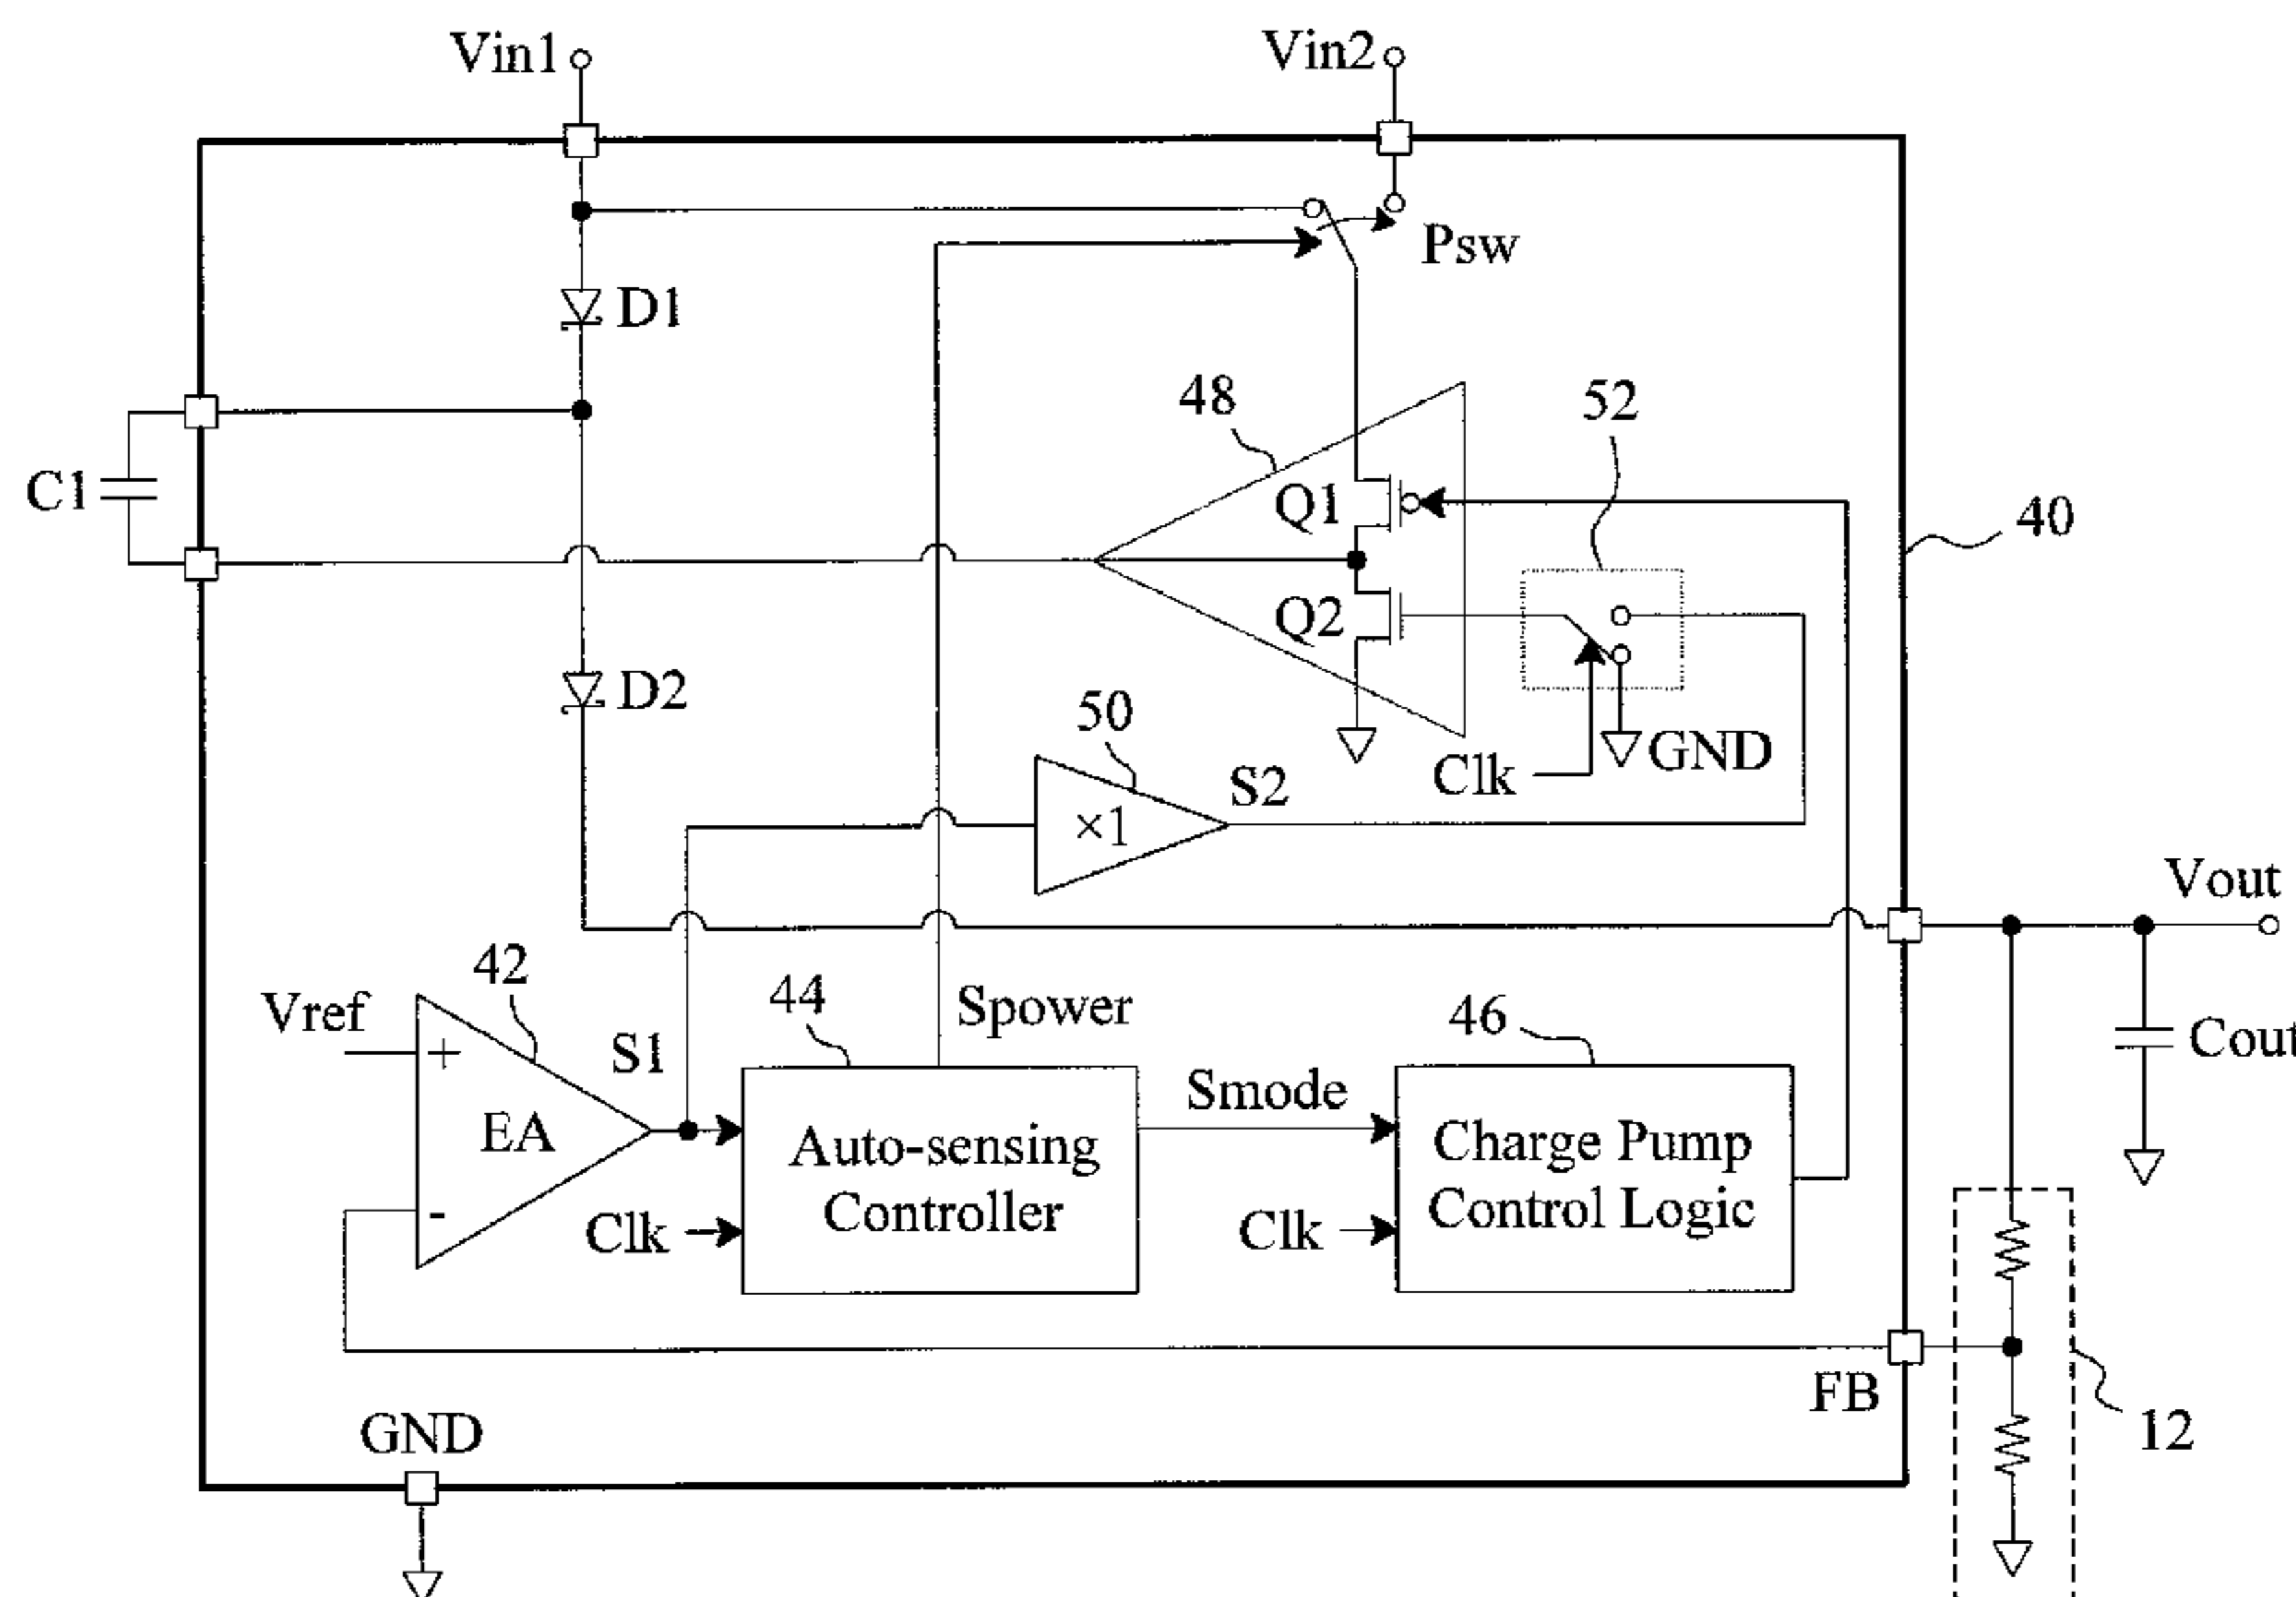 Vin1
Vin2
Psw
D1
48
52
C1
Q1
40
Q2
D2
50
GND
Clk
S2
×1
Vout
42
44
Spower
46
Vref
+
S1
Cout
Smode
EA
Auto-sensing
Controller
Charge Pump
Control Logic
-
Clk
Clk
FB
12
GND